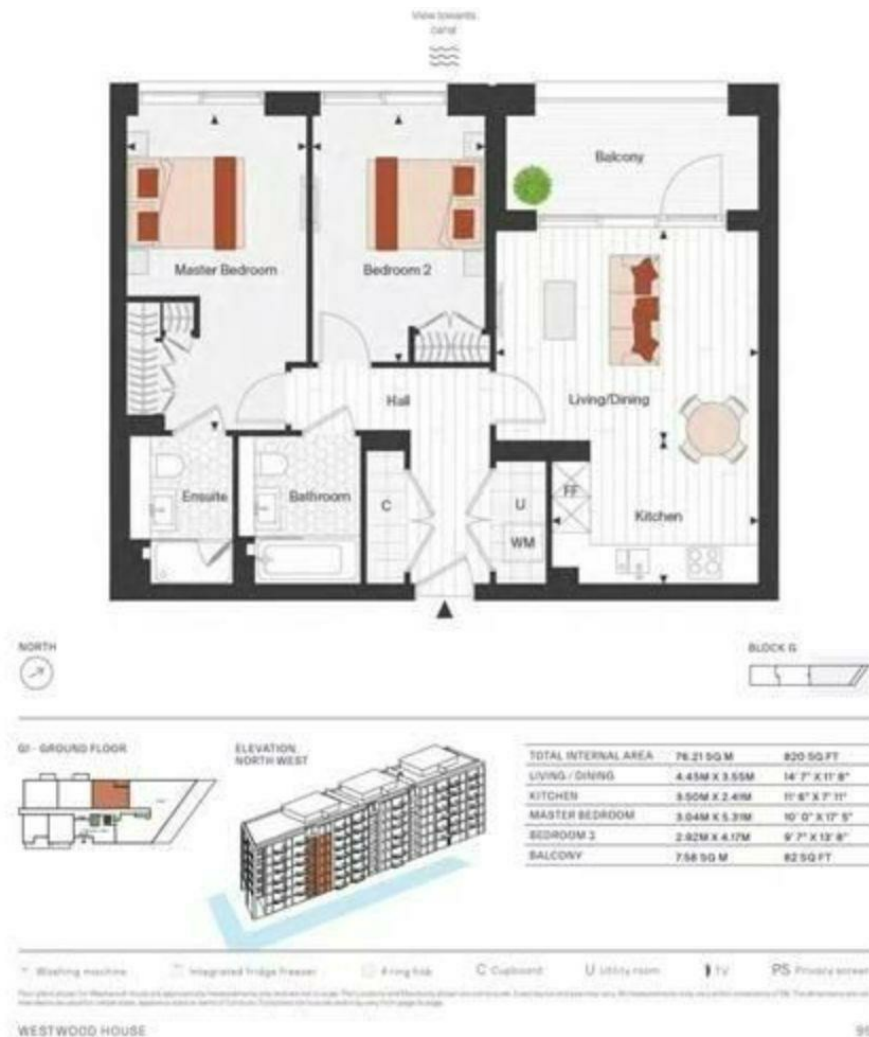 View towards
canal
Balcony
Master Bedroom
Bedroom 2
Hall
Living/Dining
Ensuite
Bathroom
C
U
WM
FF
Kitchen
NORTH
BLOCK G
G1 - GROUND FLOOR
ELEVATION
NORTH WEST
TOTAL INTERNAL AREA 76.21 SQ M 820 SQ FT
LIVING / DINING 4.45M X 3.55M 14' 7" X 11' 8"
KITCHEN 3.50M X 2.41M 11' 6" X 7' 11"
MASTER BEDROOM 3.04M X 5.31M 10' 0" X 17' 5"
BEDROOM 2 2.92M X 4.17M 9' 7" X 13' 8"
BALCONY 7.58 SQ M 82 SQ FT
Washing machine Integrated fridge freezer 4 ring hob C Cupboard U Utility room TV PS Privacy screen
WESTWOOD HOUSE